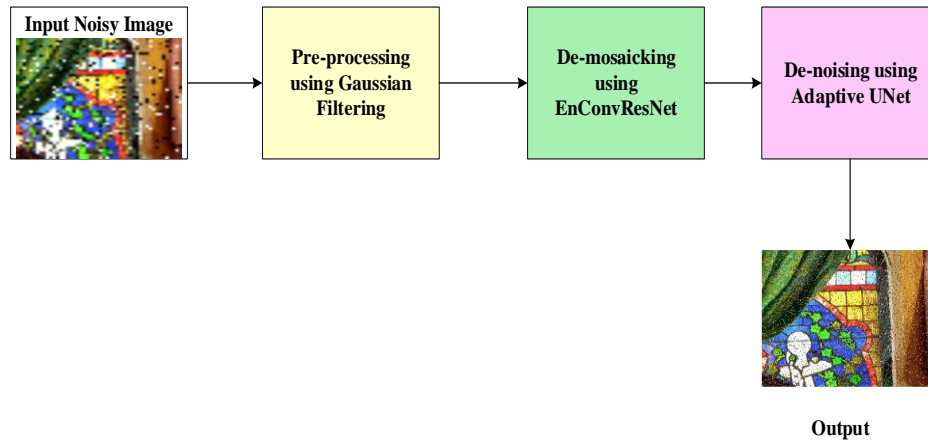 Input Noisy Image
Pre-processing
using Gaussian
Filtering
De-mosaicking
using
EnConvResNet
De-noising using
Adaptive UNet
Output